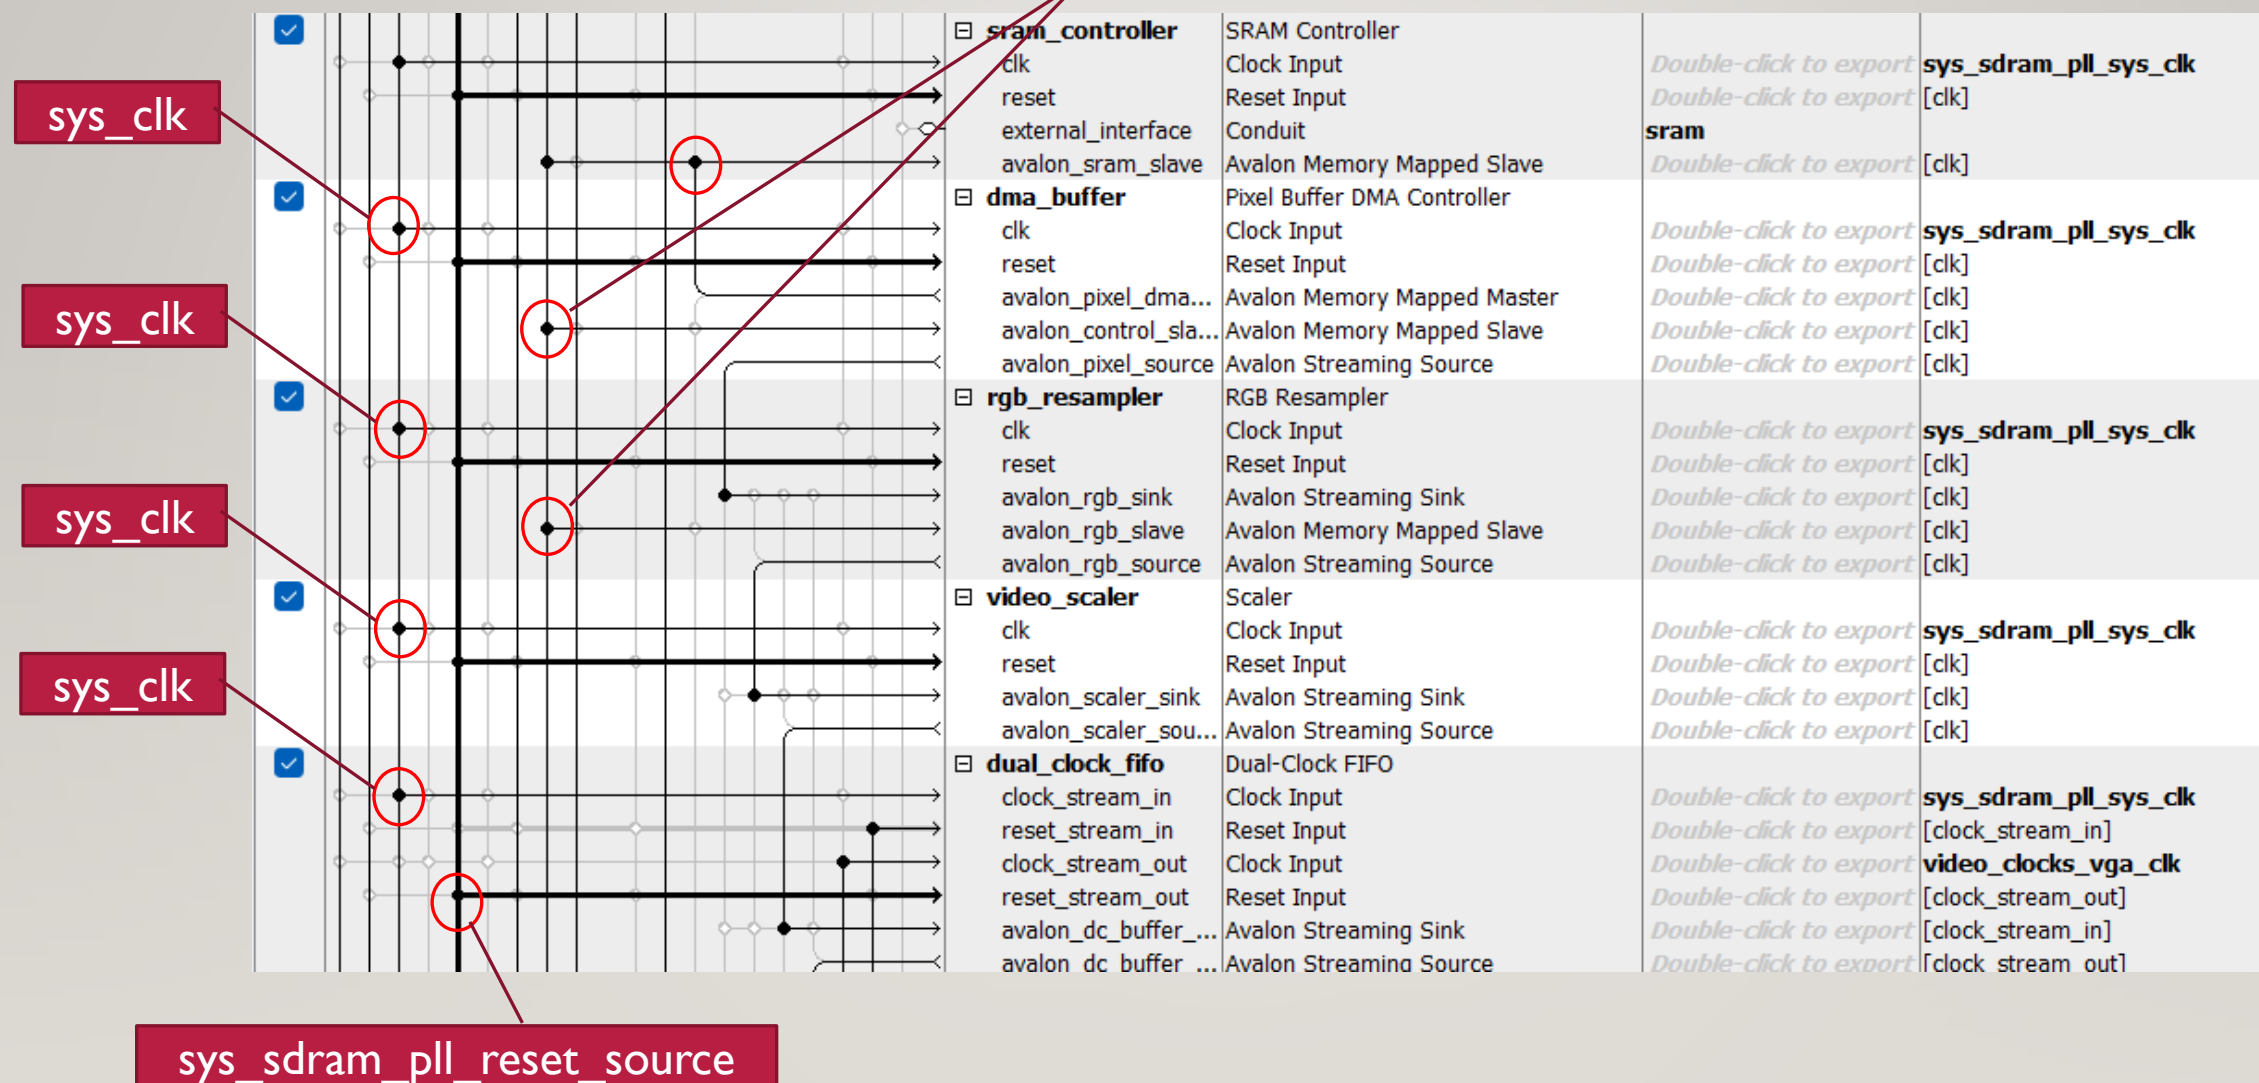 sram_controller SRAM Controller
clk Clock Input Double-click to export sys_sdram_pll_sys_clk
reset Reset Input Double-click to export [clk]
external_interface Conduit sram
avalon_sram_slave Avalon Memory Mapped Slave Double-click to export [clk]
dma_buffer Pixel Buffer DMA Controller
clk Clock Input Double-click to export sys_sdram_pll_sys_clk
reset Reset Input Double-click to export [clk]
avalon_pixel_dma... Avalon Memory Mapped Master Double-click to export [clk]
avalon_control_sla... Avalon Memory Mapped Slave Double-click to export [clk]
avalon_pixel_source Avalon Streaming Source Double-click to export [clk]
rgb_resampler RGB Resampler
clk Clock Input Double-click to export sys_sdram_pll_sys_clk
reset Reset Input Double-click to export [clk]
avalon_rgb_sink Avalon Streaming Sink Double-click to export [clk]
avalon_rgb_slave Avalon Memory Mapped Slave Double-click to export [clk]
avalon_rgb_source Avalon Streaming Source Double-click to export [clk]
video_scaler Scaler
clk Clock Input Double-click to export sys_sdram_pll_sys_clk
reset Reset Input Double-click to export [clk]
avalon_scaler_sink Avalon Streaming Sink Double-click to export [clk]
avalon_scaler_sou... Avalon Streaming Source Double-click to export [clk]
dual_clock_fifo Dual-Clock FIFO
clock_stream_in Clock Input Double-click to export sys_sdram_pll_sys_clk
reset_stream_in Reset Input Double-click to export [clock_stream_in]
clock_stream_out Clock Input Double-click to export video_clocks_vga_clk
reset_stream_out Reset Input Double-click to export [clock_stream_out]
avalon_dc_buffer_... Avalon Streaming Sink Double-click to export [clock_stream_in]
avalon_dc_buffer_... Avalon Streaming Source Double-click to export [clock_stream_out]
sys_clk
sys_clk
sys_clk
sys_clk
sys_sdram_pll_reset_source